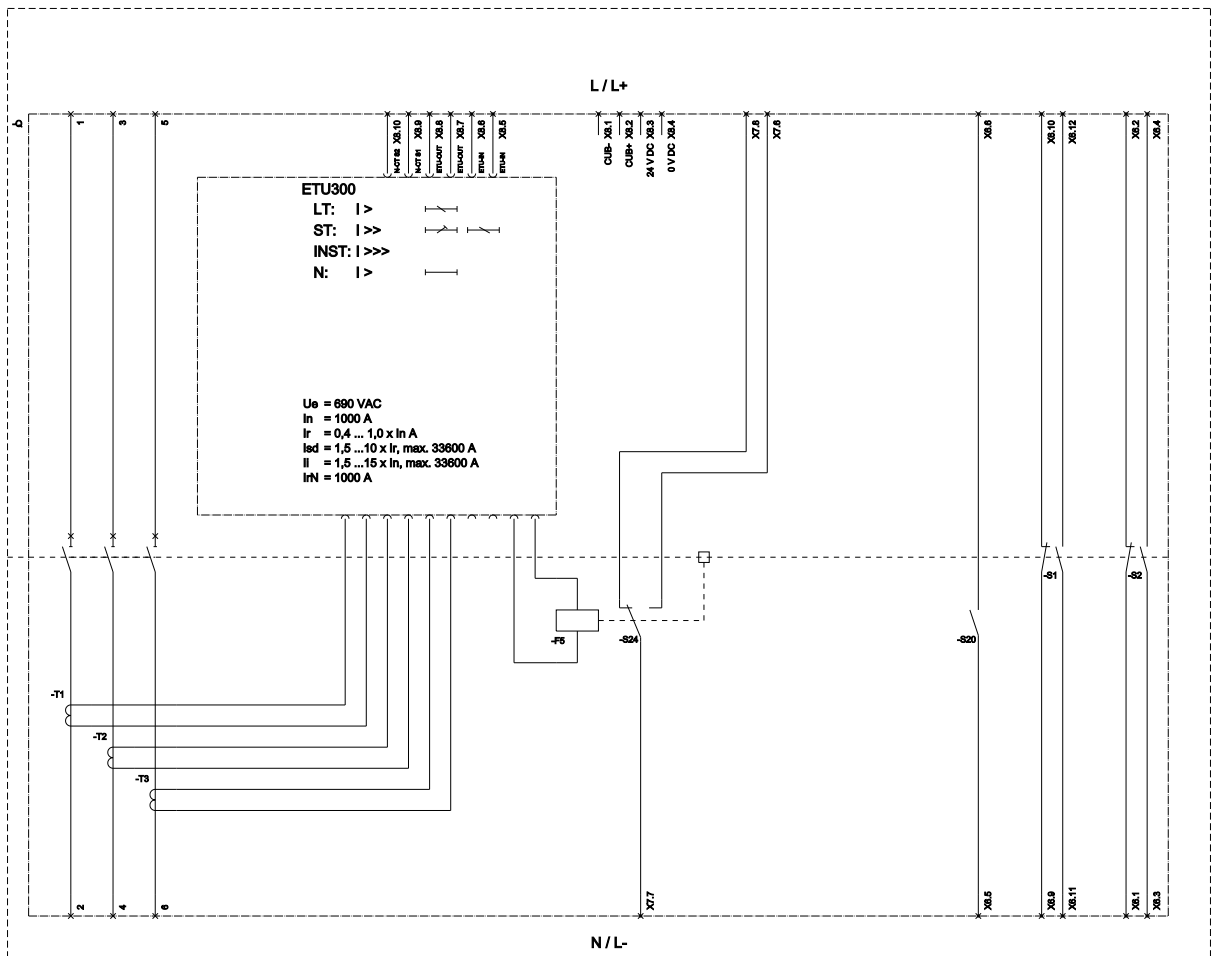 L / L+
1
3
5
X8.10
X8.9
X8.8
X8.7
X8.6
X8.5
N-CT S2
N-CT S1
ETU-OUT
ETU-OUT
ETU-IN
ETU-IN
X8.1
X8.2
X8.3
X8.4
CUB-
CUB+
24 V DC
0 V DC
X7.8
X7.6
X6.6
X6.10
X6.12
X6.2
X6.4
ETU300
LT: I >
ST: I >>
INST: I >>>
N: I >
Ue = 690 VAC
In = 1000 A
Ir = 0,4 ... 1,0 x In A
Isd = 1,5 ...10 x Ir, max. 33600 A
Ii = 1,5 ...15 x In, max. 33600 A
IrN = 1000 A
-S1
-S2
-F5
-S24
-S20
-T1
-T2
-T3
2
4
6
X7.7
X6.5
X6.9
X6.11
X6.1
X6.3
N / L-